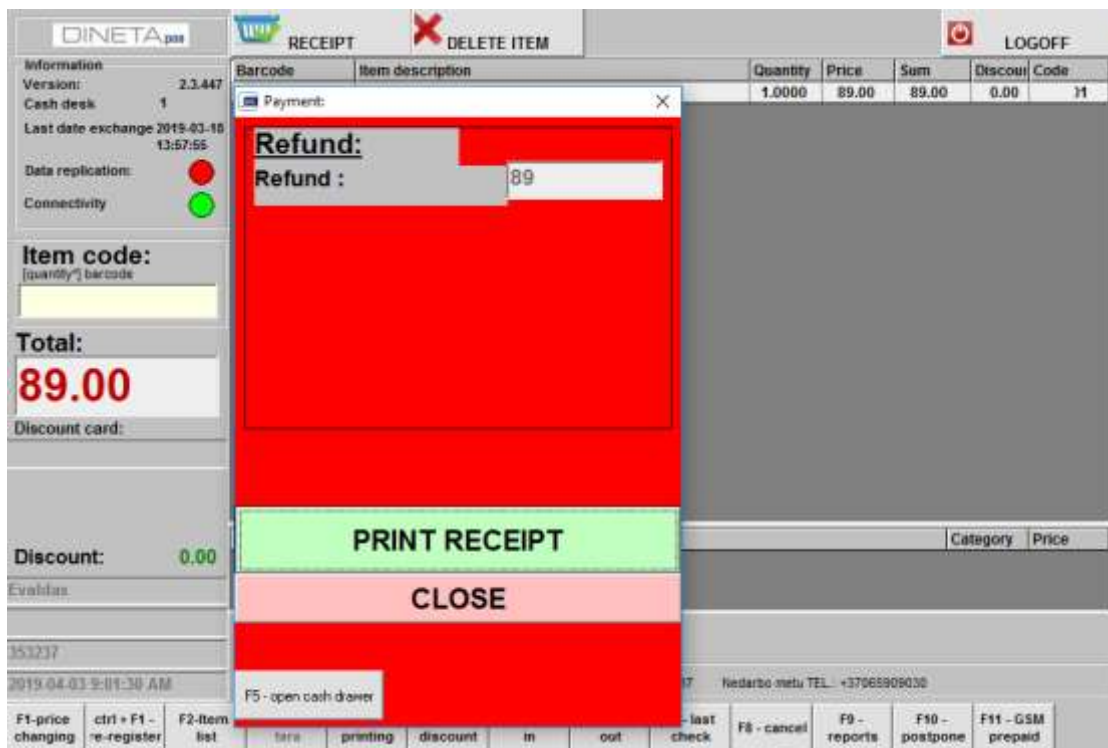 DINETA pos
RECEIPT
DELETE ITEM
LOGOFF
Information
Version: 2.3.447
Cash desk 1
Last date exchange 2019-03-18
13:57:55
Data replication:
Connectivity
Barcode Item description Quantity Price Sum Discoun Code
1.0000 89.00 89.00 0.00
Payment:
Refund:
Refund : 89
Item code:
[quantity*] barcode
Total:
89.00
Discount card:
PRINT RECEIPT
CLOSE
F5 - open cash drawer
Category Price
Discount: 0.00
Evaldas
353237
2019-04-03 9:01:30 AM
Nedarbo metu TEL.: +37065909030
F1-price changing
ctrl + F1 - re-register
F2-Item list
tara
printing
discount
in
out
- last check
F8 - cancel
F9 - reports
F10 - postpone
F11 - GSM prepaid